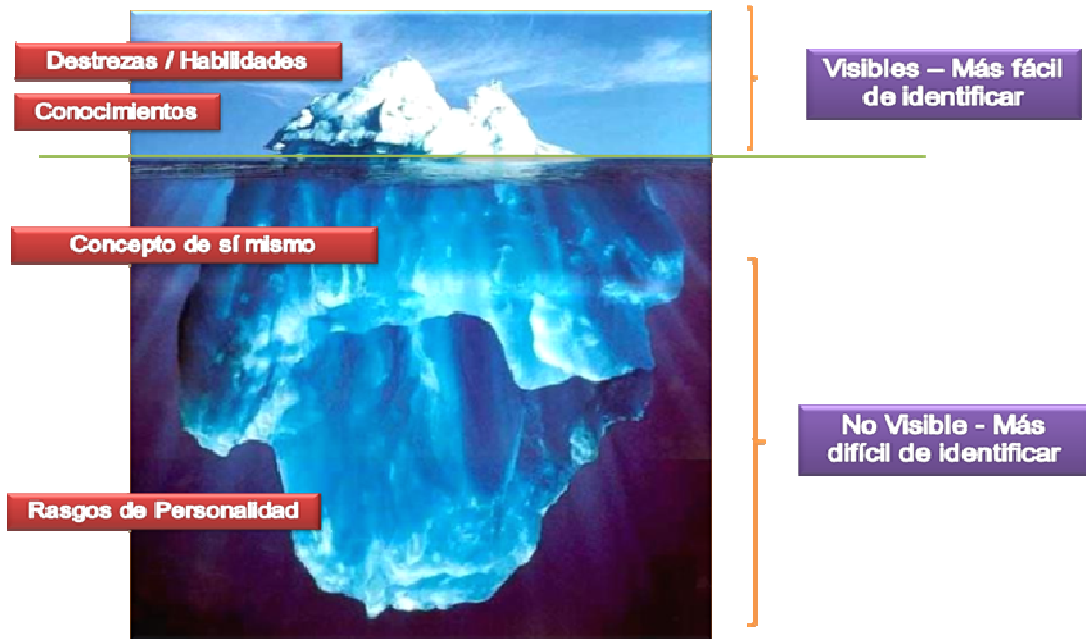 Destrezas / Habilidades
Conocimientos
Visibles – Más fácil
de identificar
Concepto de sí mismo
No Visible - Más
difícil de identificar
Rasgos de Personalidad